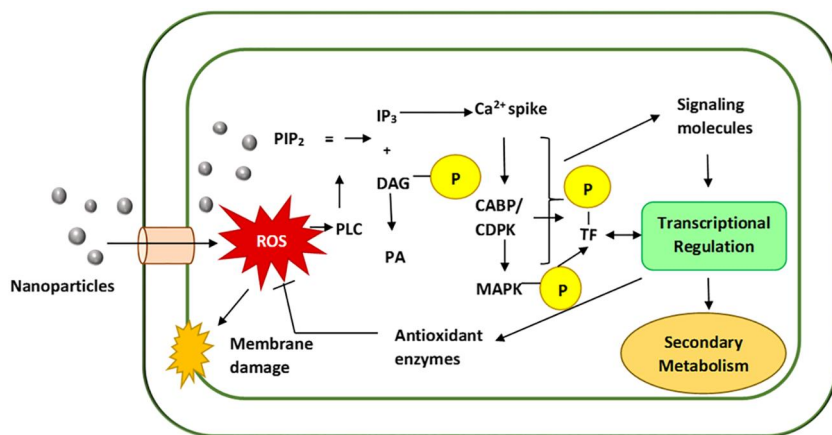 IP₃
Ca²⁺ spike
Signaling
molecules
PIP₂ =
+
DAG
P
P
CABP/
CDPK
TF
Transcriptional
Regulation
ROS
PLC
PA
MAPK
P
Nanoparticles
Membrane
damage
Antioxidant
enzymes
Secondary
Metabolism